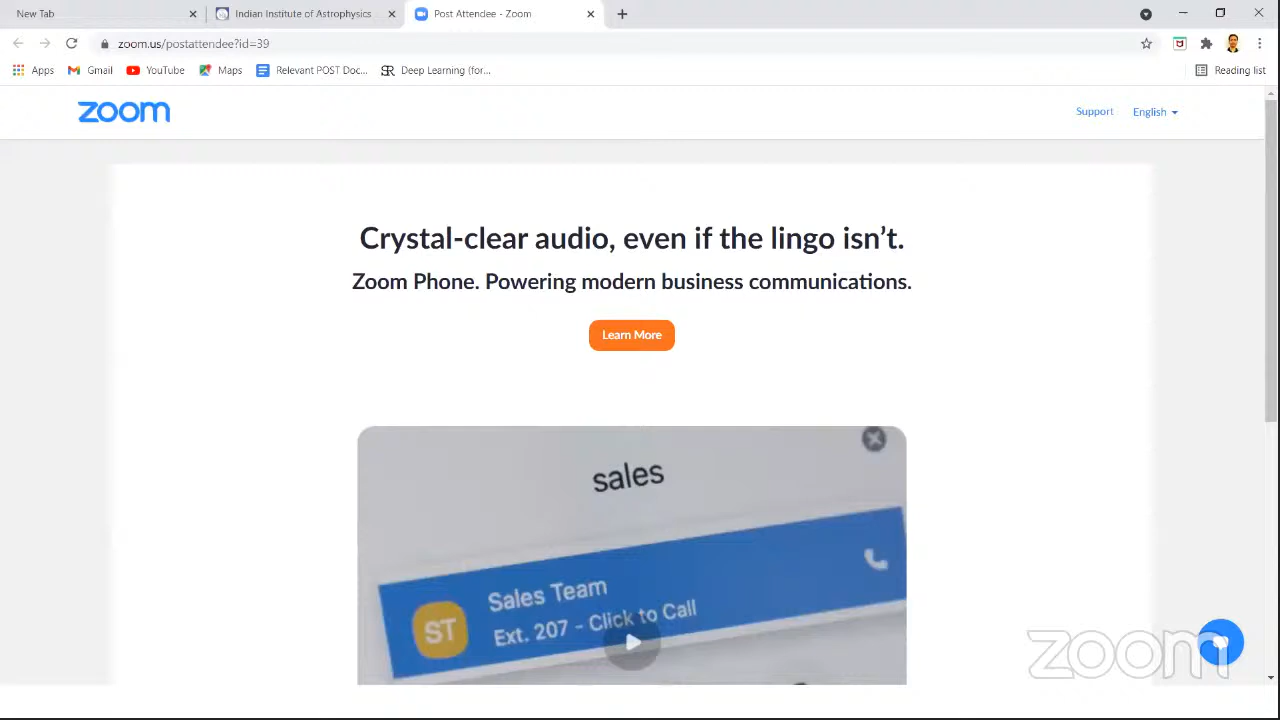 New Tab
Indian Institute of Astrophysics
Post Attendee - Zoom
zoom.us/postattendee?id=39
Apps
Gmail
YouTube
Maps
Relevant POST Doc...
SR
Deep Learning (for...
Reading list
zoom
Support
English
Crystal-clear audio, even if the lingo isn’t.
Zoom Phone. Powering modern business communications.
Learn More
sales
Sales Team
ST
Ext. 207 - Click to Call
zoom